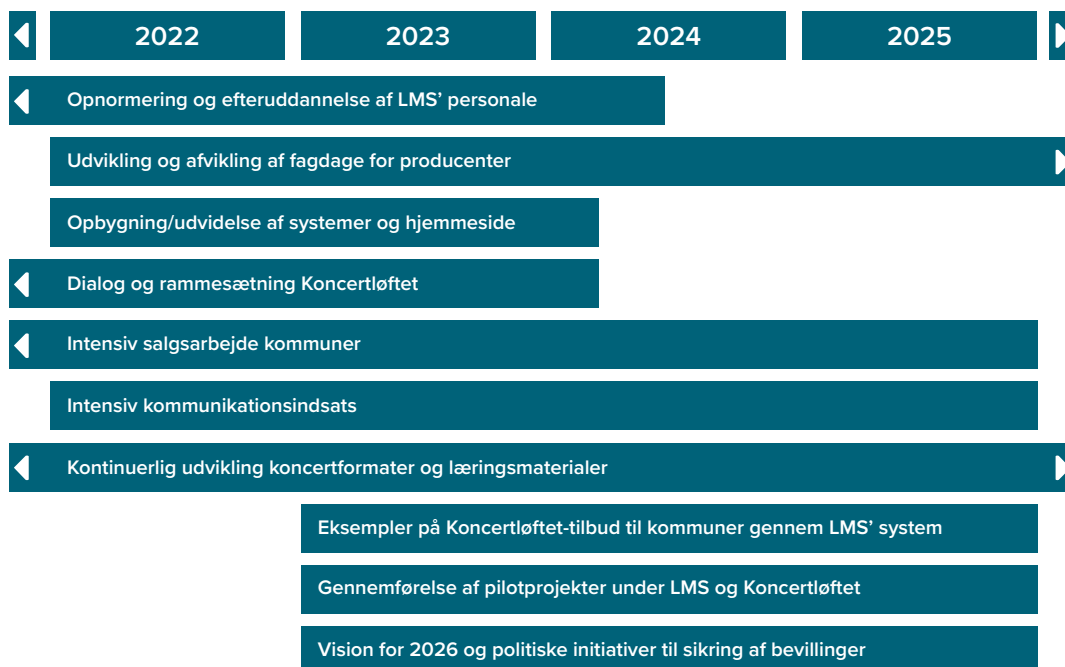 2022 2023 2024 2025
Opnormering og efteruddannelse af LMS’ personale
Udvikling og afvikling af fagdage for producenter
Opbygning/udvidelse af systemer og hjemmeside
Dialog og rammesætning Koncertløftet
Intensiv salgsarbejde kommuner
Intensiv kommunikationsindsats
Kontinuerlig udvikling koncertformater og læringsmaterialer
Eksempler på Koncertløftet-tilbud til kommuner gennem LMS’ system
Gennemførelse af pilotprojekter under LMS og Koncertløftet
Vision for 2026 og politiske initiativer til sikring af bevillinger